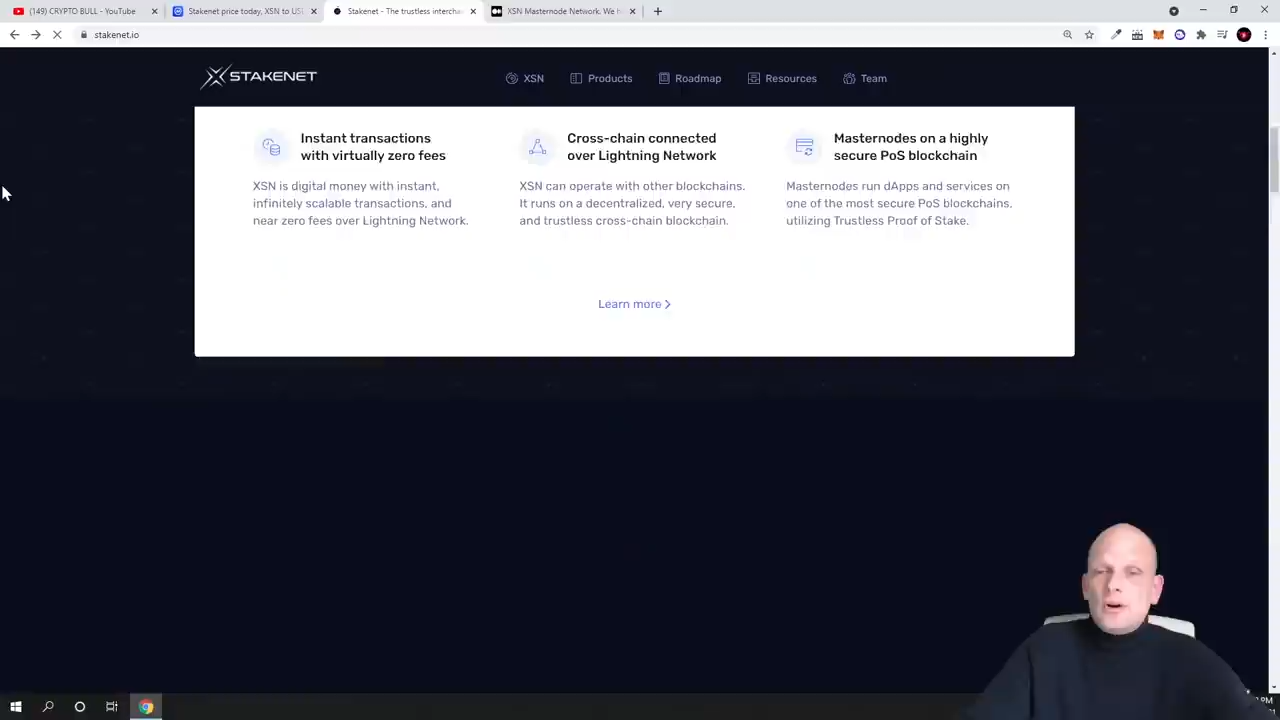 (149) CRYPTO BULL - YouTube
Stakenet price today, XSN to US
Stakenet - The trustless intercha
XSN Masternode Network. We b
stakenet.io
STAKENET
XSN
Products
Roadmap
Resources
Team
Instant transactions
with virtually zero fees
XSN is digital money with instant,
infinitely scalable transactions, and
near zero fees over Lightning Network.
Cross-chain connected
over Lightning Network
XSN can operate with other blockchains.
It runs on a decentralized, very secure,
and trustless cross-chain blockchain.
Masternodes on a highly
secure PoS blockchain
Masternodes run dApps and services on
one of the most secure PoS blockchains,
utilizing Trustless Proof of Stake.
Learn more
PM